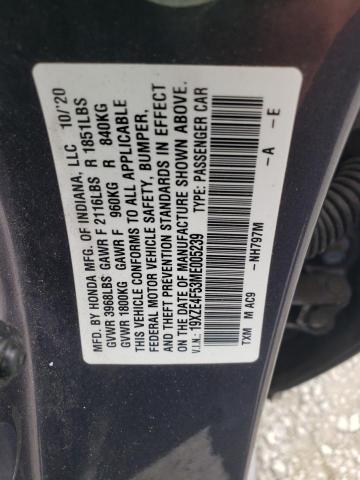 MFD. BY HONDA MFG. OF INDIANA, LLC 10/'20
GVWR 3968LBS GAWR F 2116LBS R 1851LBS
GVWR 1800KG GAWR F 960KG R 840KG
THIS VEHICLE CONFORMS TO ALL APPLICABLE
FEDERAL MOTOR VEHICLE SAFETY, BUMPER,
AND THEFT PREVENTION STANDARDS IN EFFECT
ON THE DATE OF MANUFACTURE SHOWN ABOVE.
V.I.N.: 19XZE4F53ME005239 TYPE: PASSENGER CAR
TXM M AC9 -NH797M -A -E